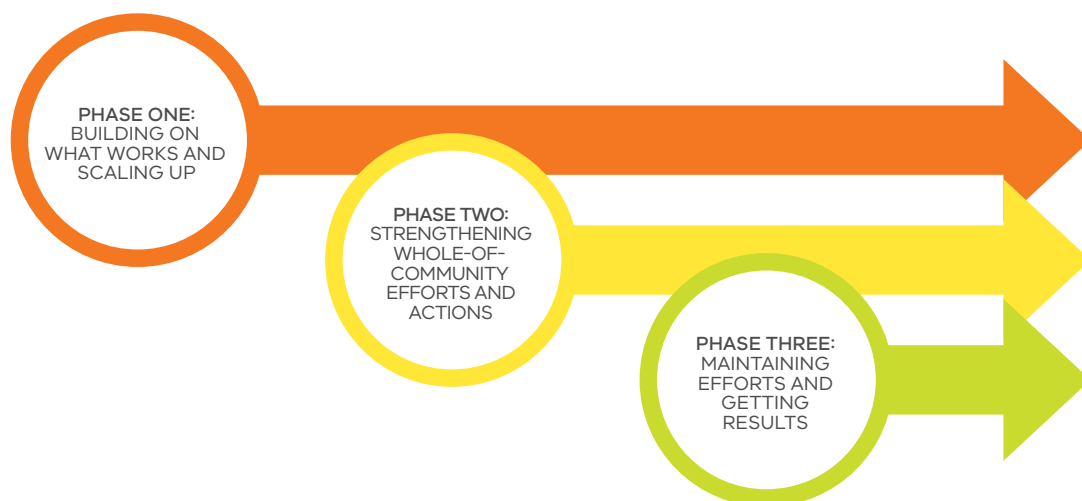 PHASE ONE:
BUILDING ON
WHAT WORKS AND
SCALING UP
PHASE TWO:
STRENGTHENING
WHOLE-OF-
COMMUNITY
EFFORTS AND
ACTIONS
PHASE THREE:
MAINTAINING
EFFORTS AND
GETTING
RESULTS